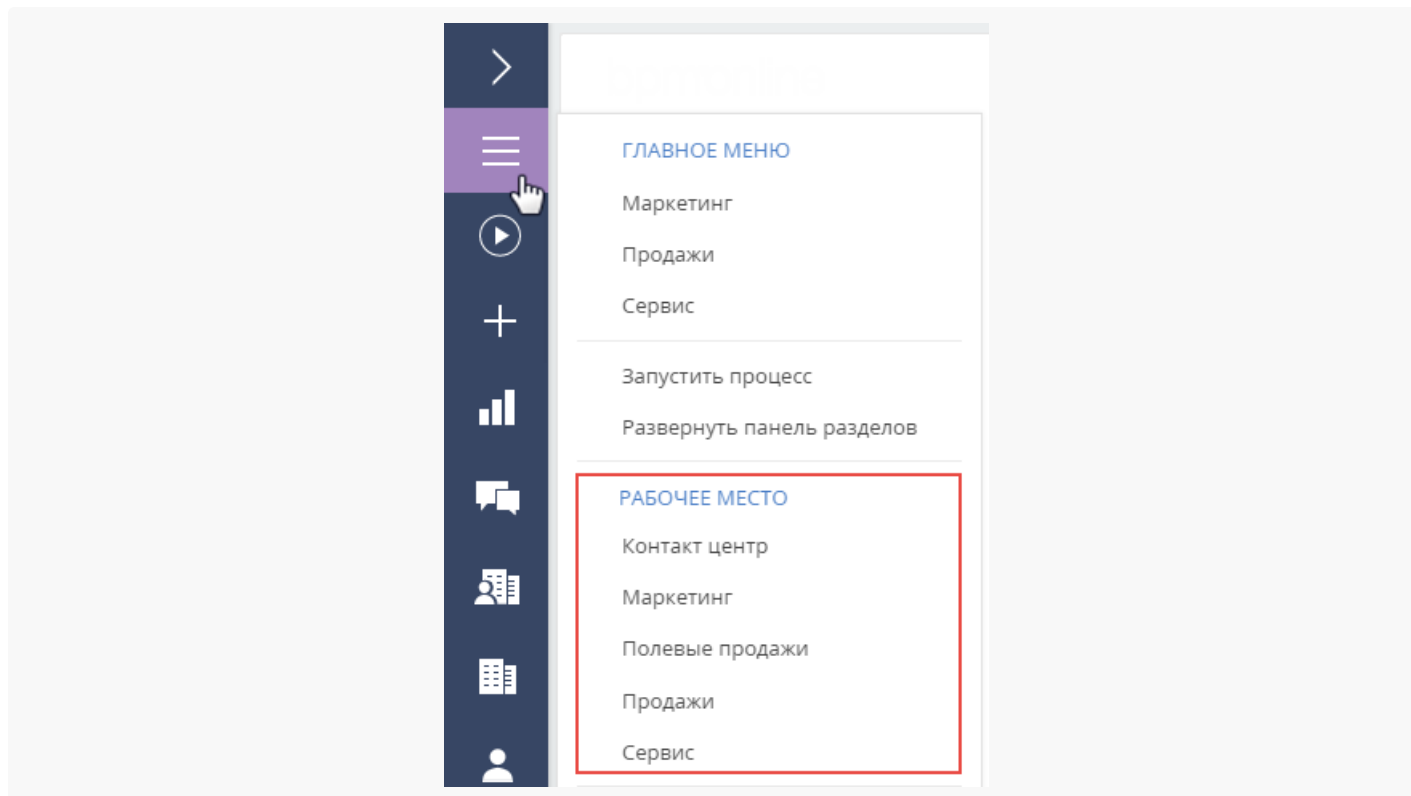 ГЛАВНОЕ МЕНЮ
Маркетинг
Продажи
Сервис
Запустить процесс
Развернуть панель разделов
РАБОЧЕЕ МЕСТО
Контакт центр
Маркетинг
Полевые продажи
Продажи
Сервис